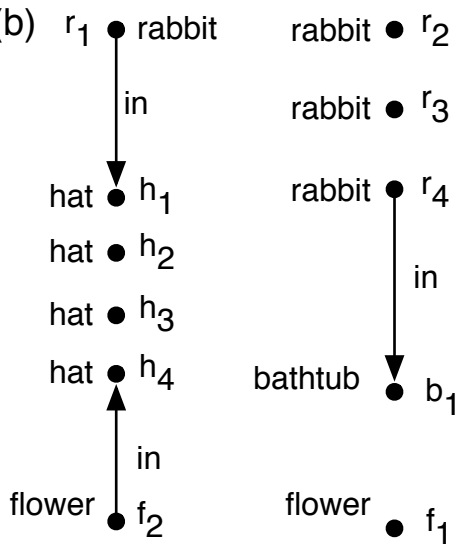 (b) r1 rabbit
rabbit r2
in
rabbit r3
rabbit r4
hat h1
hat h2
in
hat h3
hat h4
bathtub b1
in
flower f2
flower f1